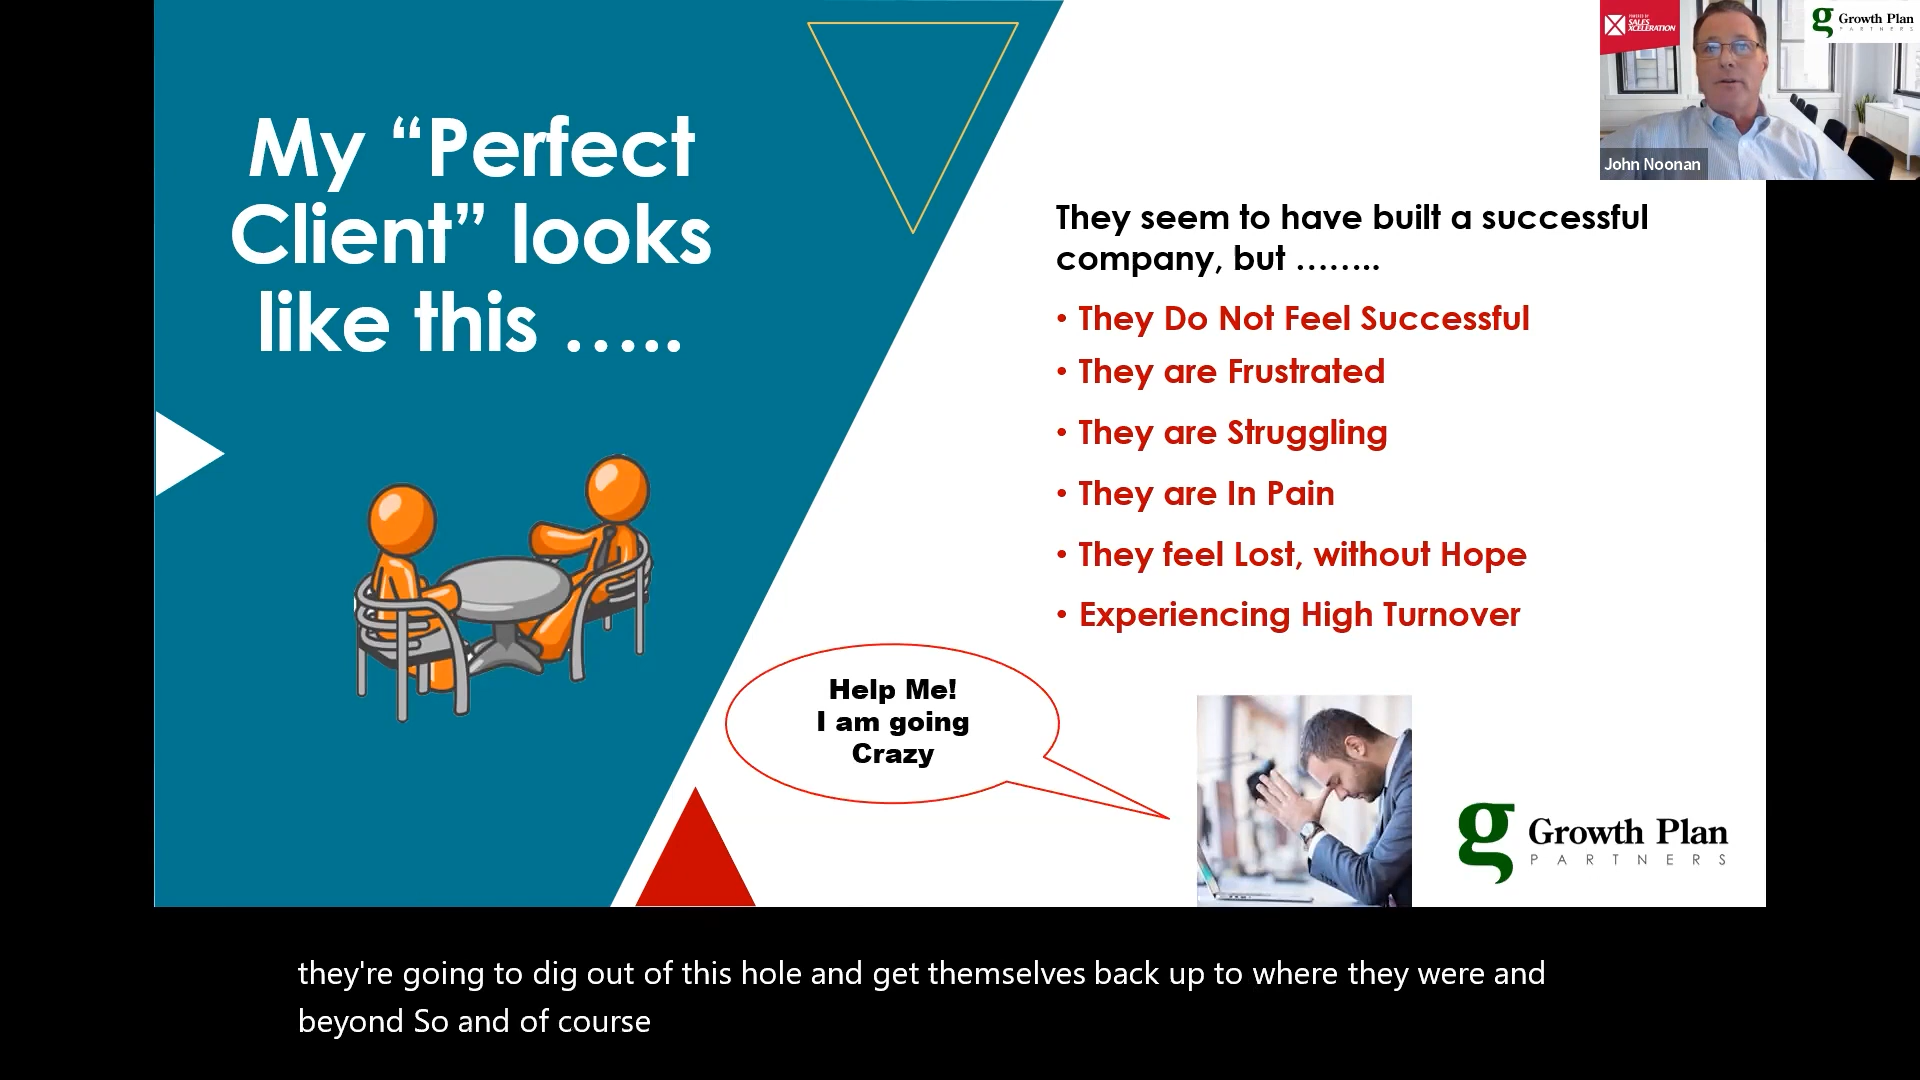 My “Perfect
Client” looks
like this …..
They seem to have built a successful
company, but ……..
• They Do Not Feel Successful
• They are Frustrated
• They are Struggling
• They are In Pain
• They feel Lost, without Hope
• Experiencing High Turnover
Help Me!
I am going
Crazy
Growth Plan
PARTNERS
POWERED BY
SALES
XCELERATION
Growth Plan
PARTNERS
John Noonan
they're going to dig out of this hole and get themselves back up to where they were and
beyond So and of course